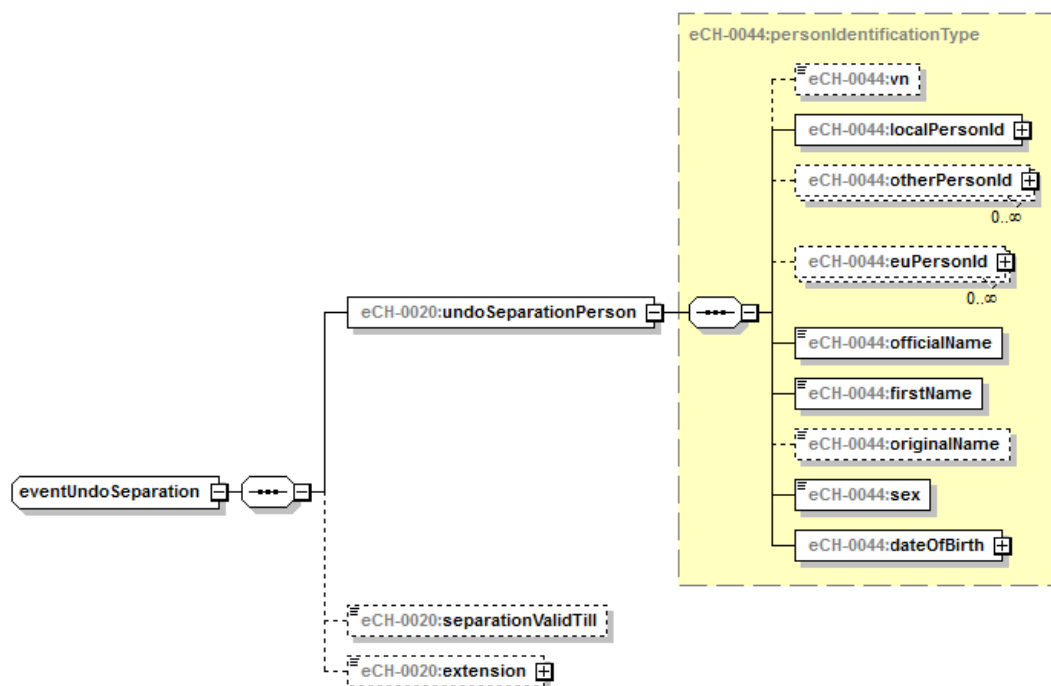 eCH-0044:personIdentificationType
eCH-0044:vn
eCH-0044:localPersonId
eCH-0044:otherPersonId
0..∞
eCH-0044:euPersonId
0..∞
eCH-0020:undoSeparationPerson
eCH-0044:officialName
eCH-0044:firstName
eCH-0044:originalName
eventUndoSeparation
eCH-0044:sex
eCH-0044:dateOfBirth
eCH-0020:separationValidTill
eCH-0020:extension